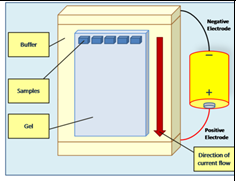 Negative
Electrode
Buffer
Samples
Gel
−
+
Positive
Electrode
Direction of
current flow